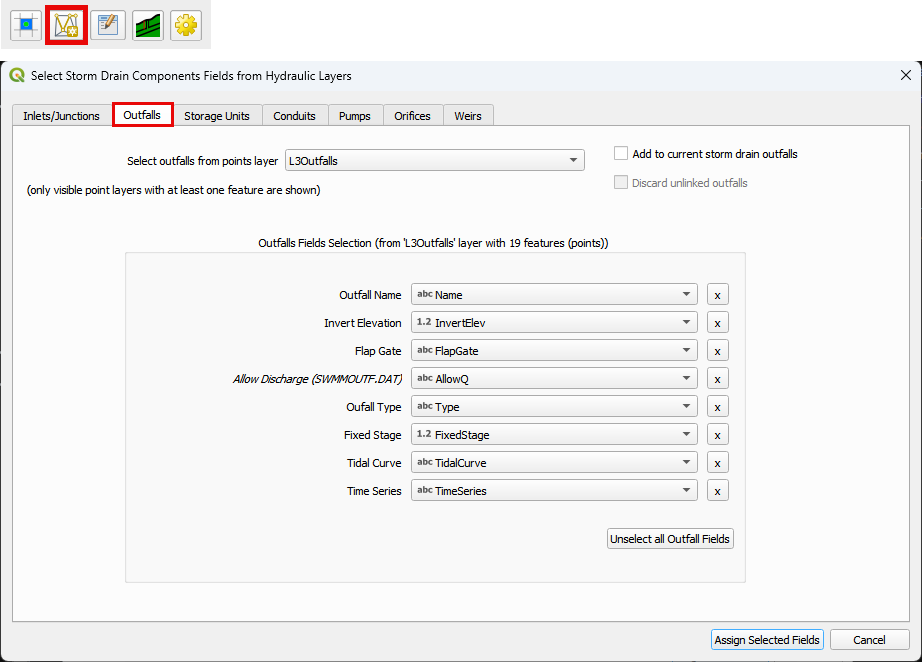 Select Storm Drain Components Fields from Hydraulic Layers
Inlets/Junctions Outfalls Storage Units Conduits Pumps Orifices Weirs
Select outfalls from points layer L3Outfalls Add to current storm drain outfalls
(only visible point layers with at least one feature are shown) Discard unlinked outfalls
Outfalls Fields Selection (from 'L3Outfalls' layer with 19 features (points))
Outfall Name abc Name x
Invert Elevation 1.2 InvertElev x
Flap Gate abc FlapGate x
Allow Discharge (SWMMOUTF.DAT) abc AllowQ x
Oufall Type abc Type x
Fixed Stage 1.2 FixedStage x
Tidal Curve abc TidalCurve x
Time Series abc TimeSeries x
Unselect all Outfall Fields
Assign Selected Fields Cancel